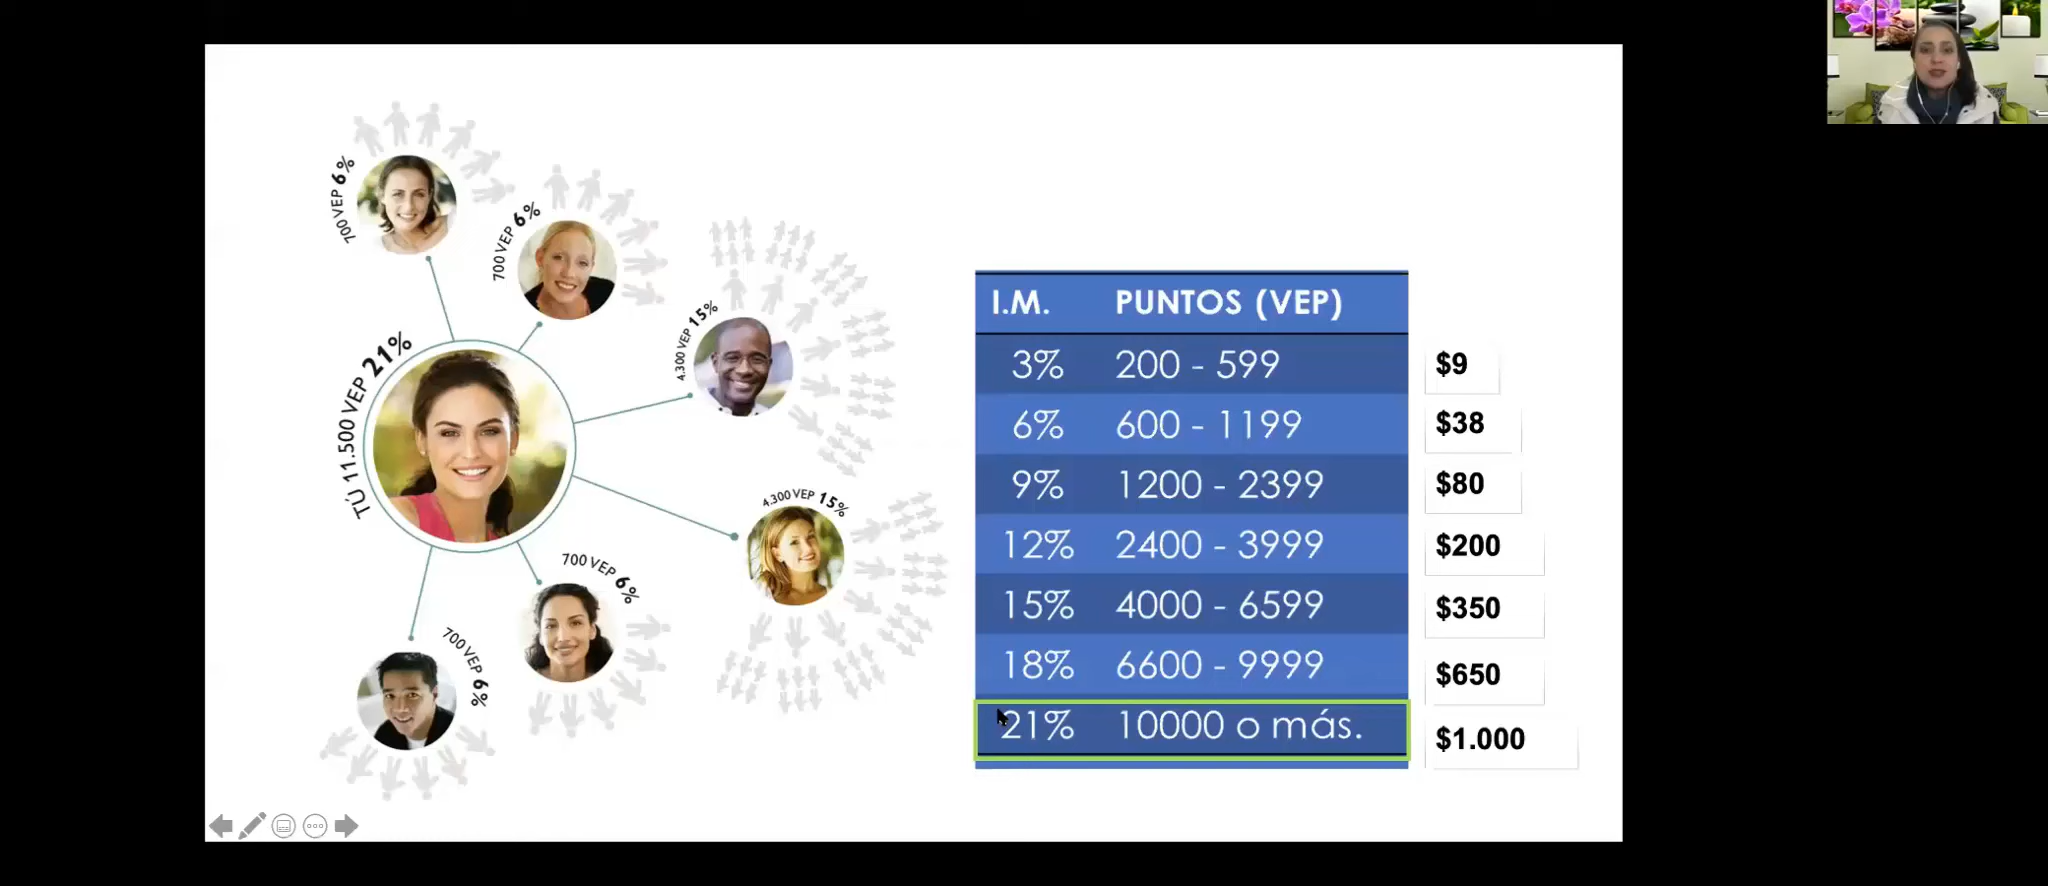 700 VEP 6%
700 VEP 6%
4.300 VEP 15%
TÚ 11.500 VEP 21%
4.300 VEP 15%
700 VEP 6%
700 VEP 6%
I.M. PUNTOS (VEP)
3% 200 - 599 $9
6% 600 - 1199 $38
9% 1200 - 2399 $80
12% 2400 - 3999 $200
15% 4000 - 6599 $350
18% 6600 - 9999 $650
21% 10000 o más. $1.000